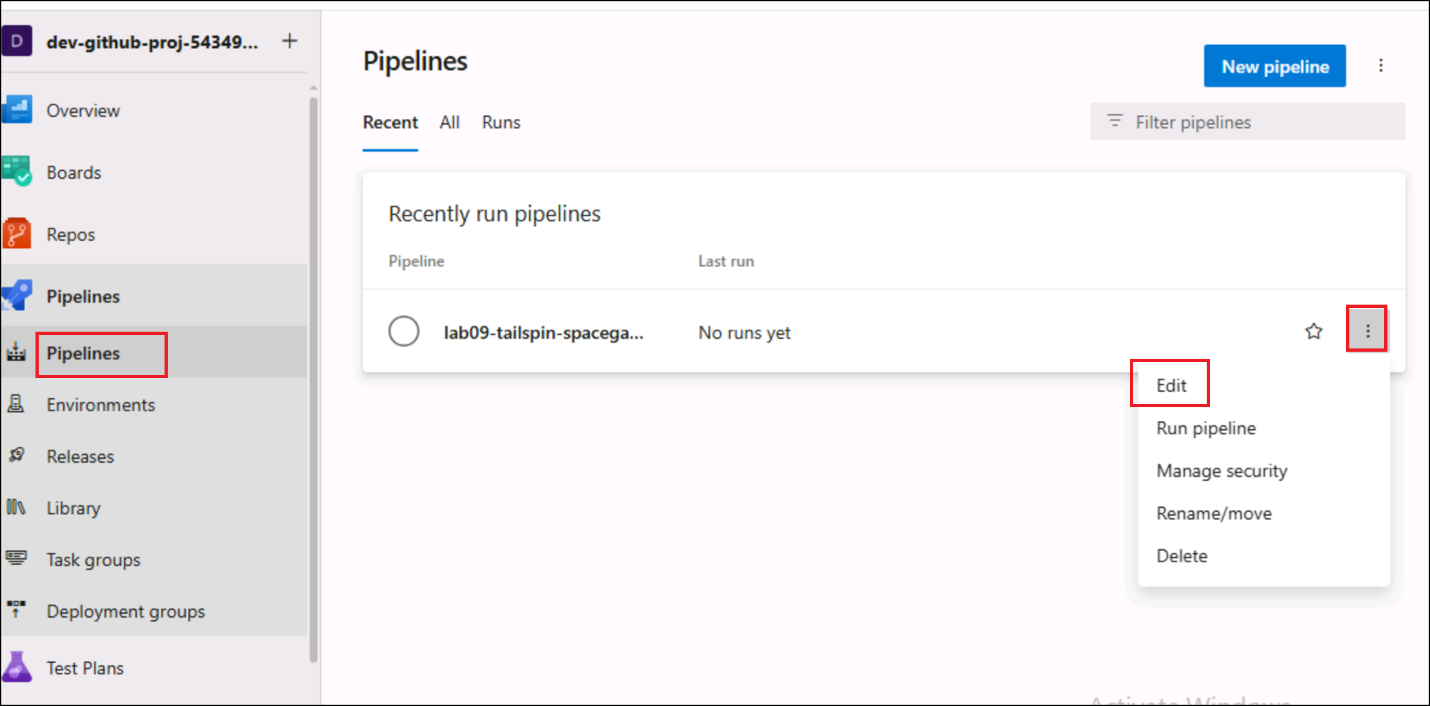 D
dev-github-proj-54349...
+
Overview
Boards
Repos
Pipelines
Pipelines
Environments
Releases
Library
Task groups
Deployment groups
Test Plans
Pipelines
New pipeline
Recent All Runs
Filter pipelines
Recently run pipelines
Pipeline Last run
lab09-tailspin-spacega... No runs yet
Edit
Run pipeline
Manage security
Rename/move
Delete